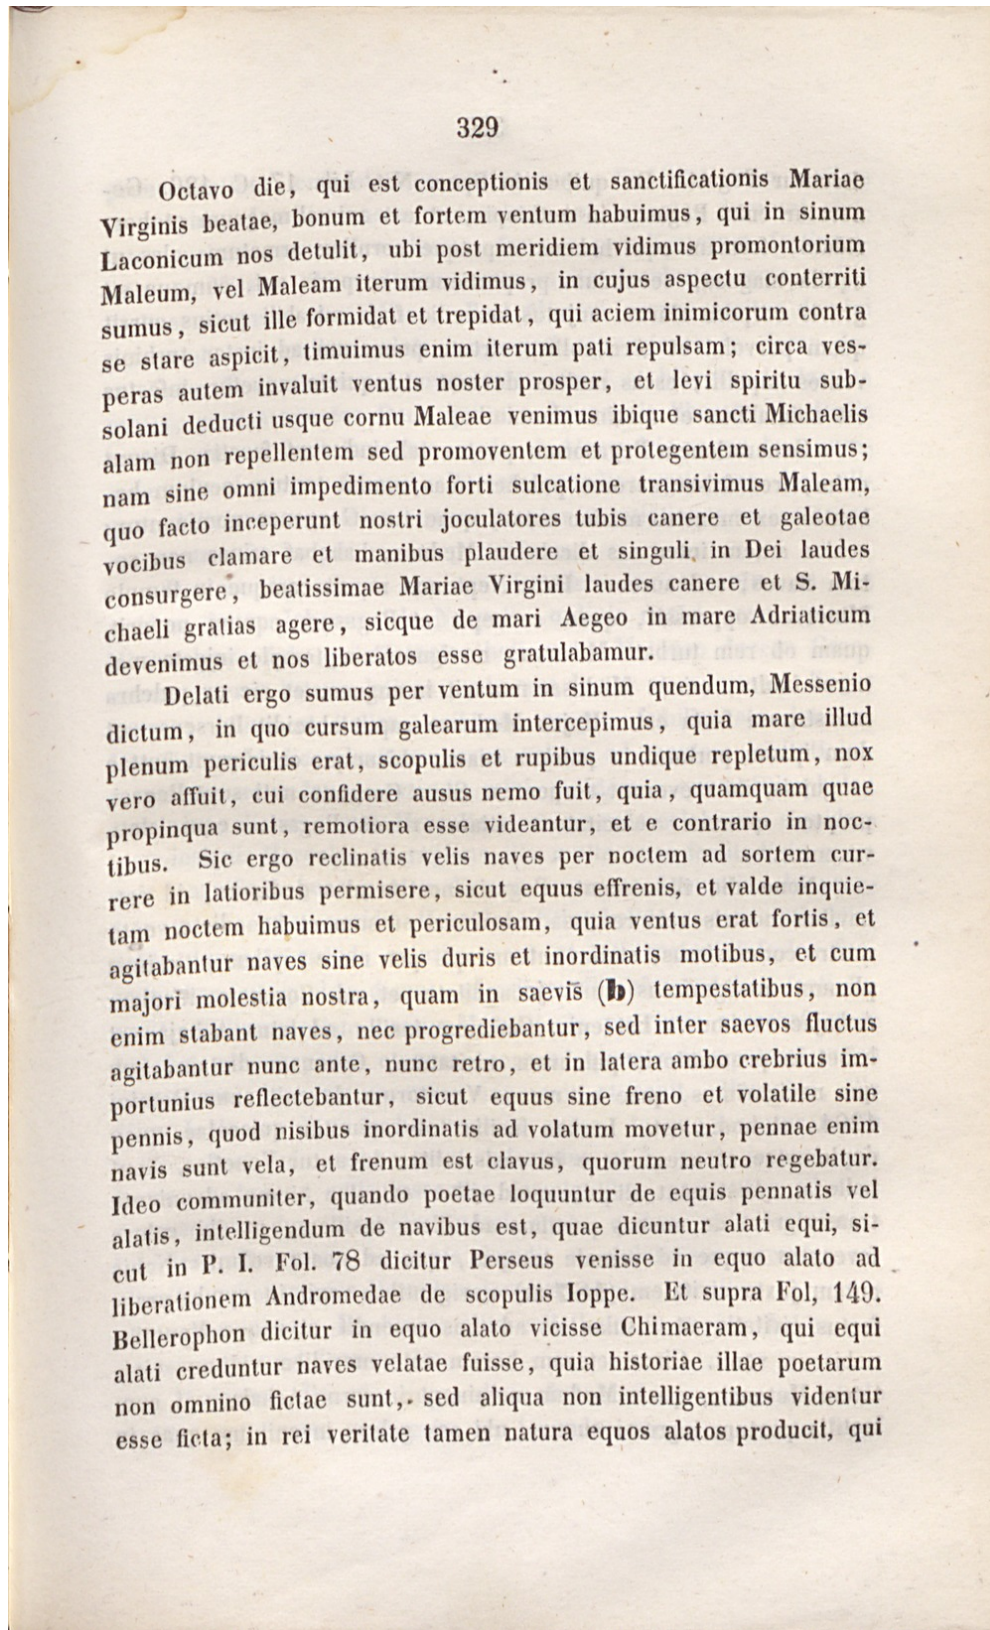 329
Octavo die, qui est conceptionis et sanctificationis Mariae
Virginis beatae, bonum et fortem ventum habuimus, qui in sinum
Laconicum nos detulit, ubi post meridiem vidimus promontorium
Maleum, vel Maleam iterum vidimus, in cujus aspectu conterriti
sumus, sicut ille formidat et trepidat, qui aciem inimicorum contra
se stare aspicit, timuimus enim iterum pati repulsam; circa ves-
peras autem invaluit ventus noster prosper, et levi spiritu sub-
solani deducti usque cornu Maleae venimus ibique sancti Michaelis
alam non repellentem sed promoventem et protegentem sensimus;
nam sine omni impedimento forti sulcatione transivimus Maleam,
quo facto inceperunt nostri joculatores tubis canere et galeotae
vocibus clamare et manibus plaudere et singuli in Dei laudes
consurgere, beatissimae Mariae Virgini laudes canere et S. Mi-
chaeli gratias agere, sicque de mari Aegeo in mare Adriaticum
devenimus et nos liberatos esse gratulabamur.
Delati ergo sumus per ventum in sinum quendum, Messenio
dictum, in quo cursum galearum intercepimus, quia mare illud
plenum periculis erat, scopulis et rupibus undique repletum, nox
vero affuit, cui confidere ausus nemo fuit, quia, quamquam quae
propinqua sunt, remotiora esse videantur, et e contrario in noc-
tibus. Sic ergo reclinatis velis naves per noctem ad sortem cur-
rere in latioribus permisere, sicut equus effrenis, et valde inquie-
tam noctem habuimus et periculosam, quia ventus erat fortis, et
agitabantur naves sine velis duris et inordinatis motibus, et cum
majori molestia nostra, quam in saevis (b) tempestatibus, non
enim stabant naves, nec progrediebantur, sed inter saevos fluctus
agitabantur nunc ante, nunc retro, et in latera ambo crebrius im-
portunius reflectebantur, sicut equus sine freno et volatile sine
pennis, quod nisibus inordinatis ad volatum movetur, pennae enim
navis sunt vela, et frenum est clavus, quorum neutro regebatur.
Ideo communiter, quando poetae loquuntur de equis pennatis vel
alatis, intelligendum de navibus est, quae dicuntur alati equi, si-
cut in P. I. Fol. 78 dicitur Perseus venisse in equo alato ad
liberationem Andromedae de scopulis Ioppe. Et supra Fol, 149.
Bellerophon dicitur in equo alato vicisse Chimaeram, qui equi
alati creduntur naves velatae fuisse, quia historiae illae poetarum
non omnino fictae sunt, sed aliqua non intelligentibus videntur
esse ficta; in rei veritate tamen natura equos alatos producit, qui